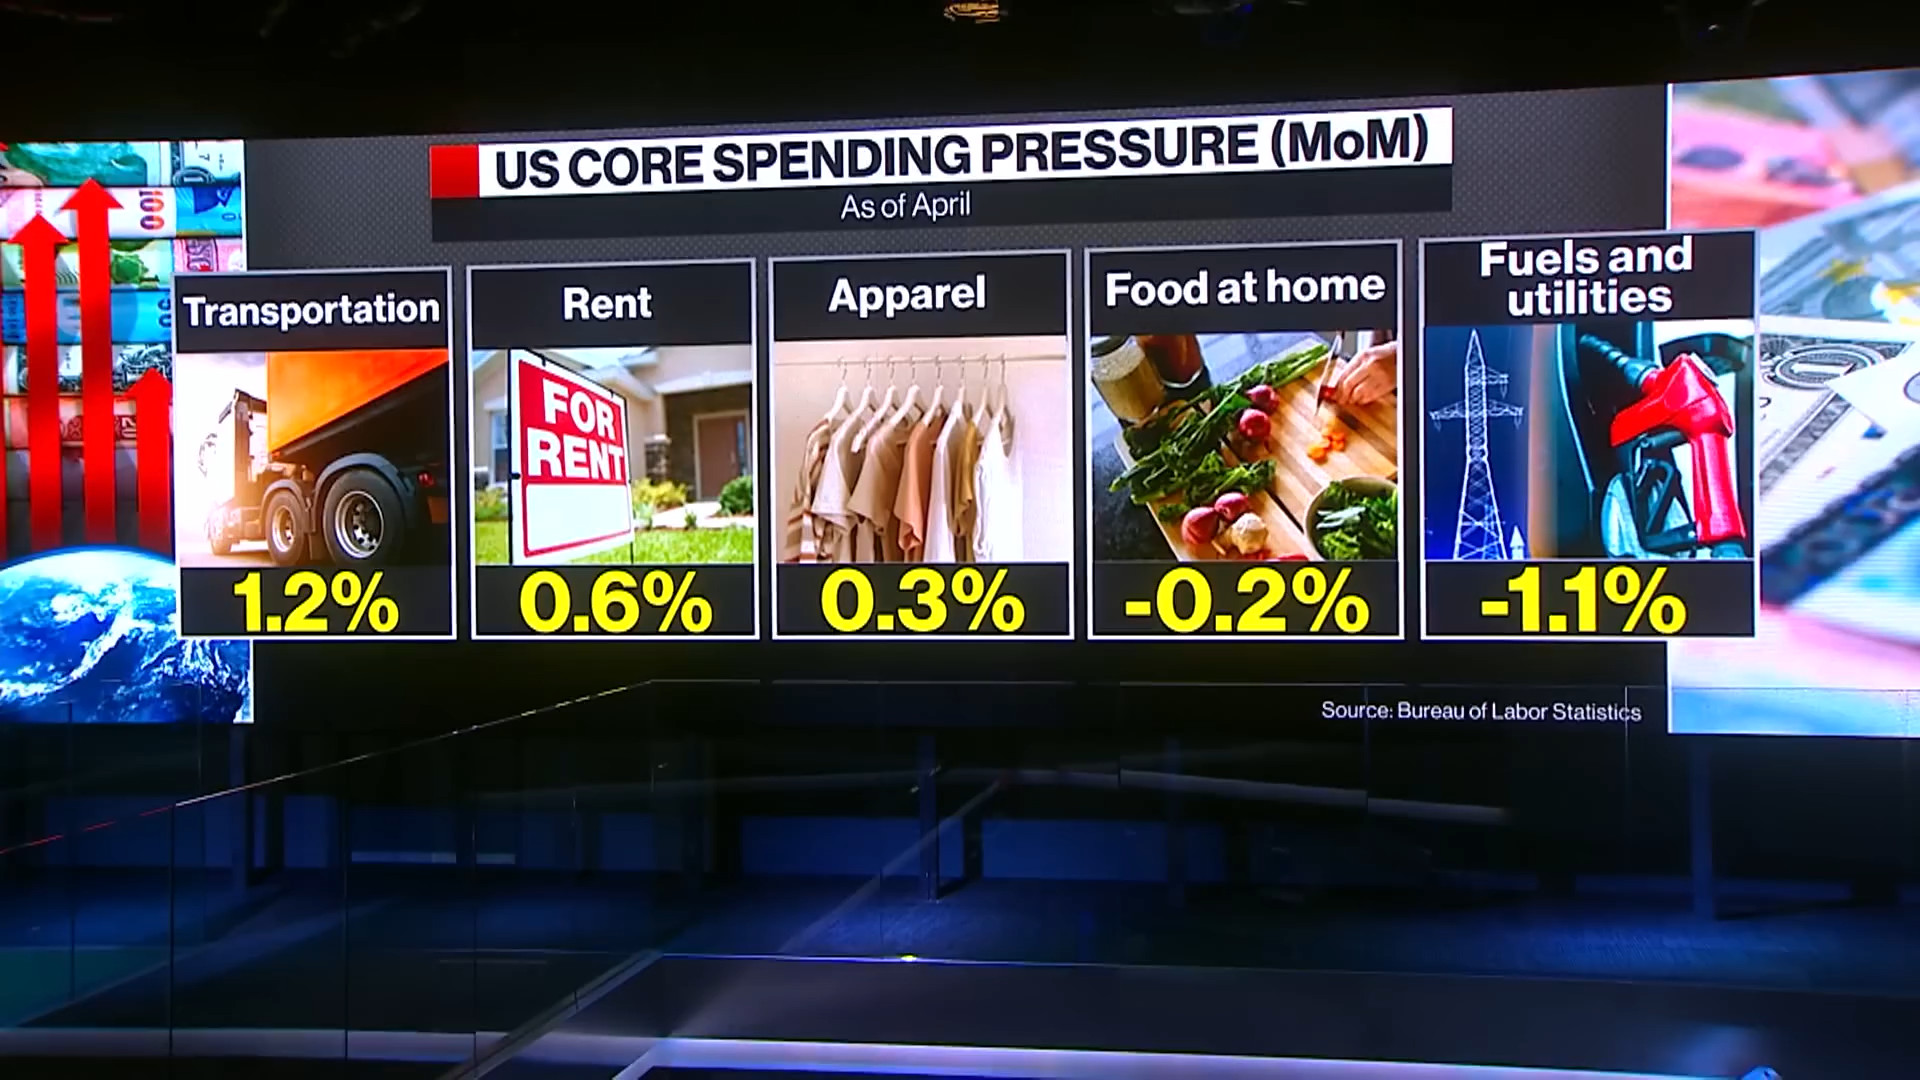 US CORE SPENDING PRESSURE (MoM)
As of April
Transportation
Rent
Apparel
Food at home
Fuels and
utilities
FOR
RENT
1.2%
0.6%
0.3%
-0.2%
-1.1%
Source: Bureau of Labor Statistics
100